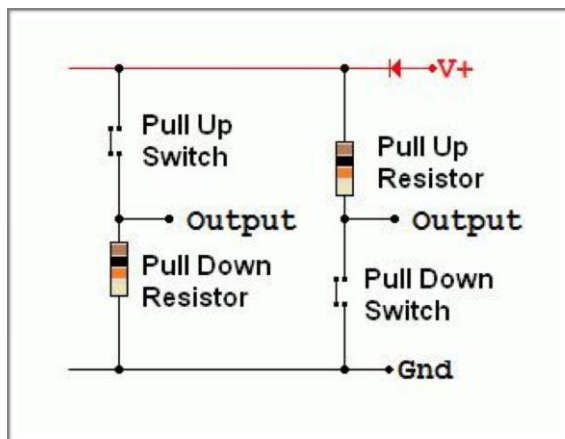 V+
Pull Up
Switch
Pull Up
Resistor
Output
Output
Pull Down
Resistor
Pull Down
Switch
Gnd